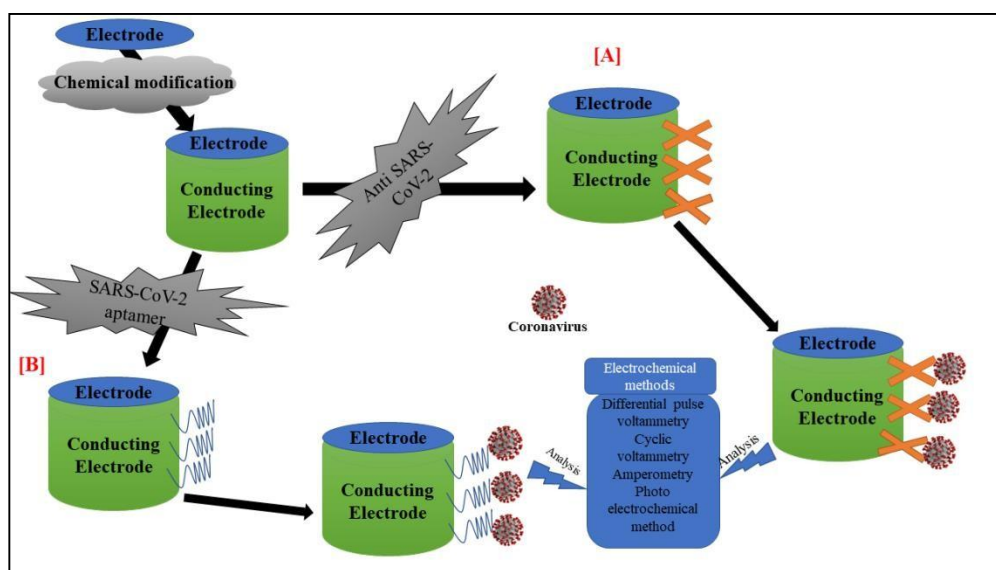 Electrode
Chemical modification
Electrode
Conducting
Electrode
Anti SARS-
CoV-2
[A]
Electrode
Conducting
Electrode
SARS-CoV-2
aptamer
Coronavirus
Electrode
Conducting
Electrode
[B]
Electrode
Conducting
Electrode
Electrode
Conducting
Electrode
Analysis
Electrochemical
methods
Differential pulse
voltammetry
Cyclic
voltammetry
Amperometry
Photo
electrochemical
method
Analysis